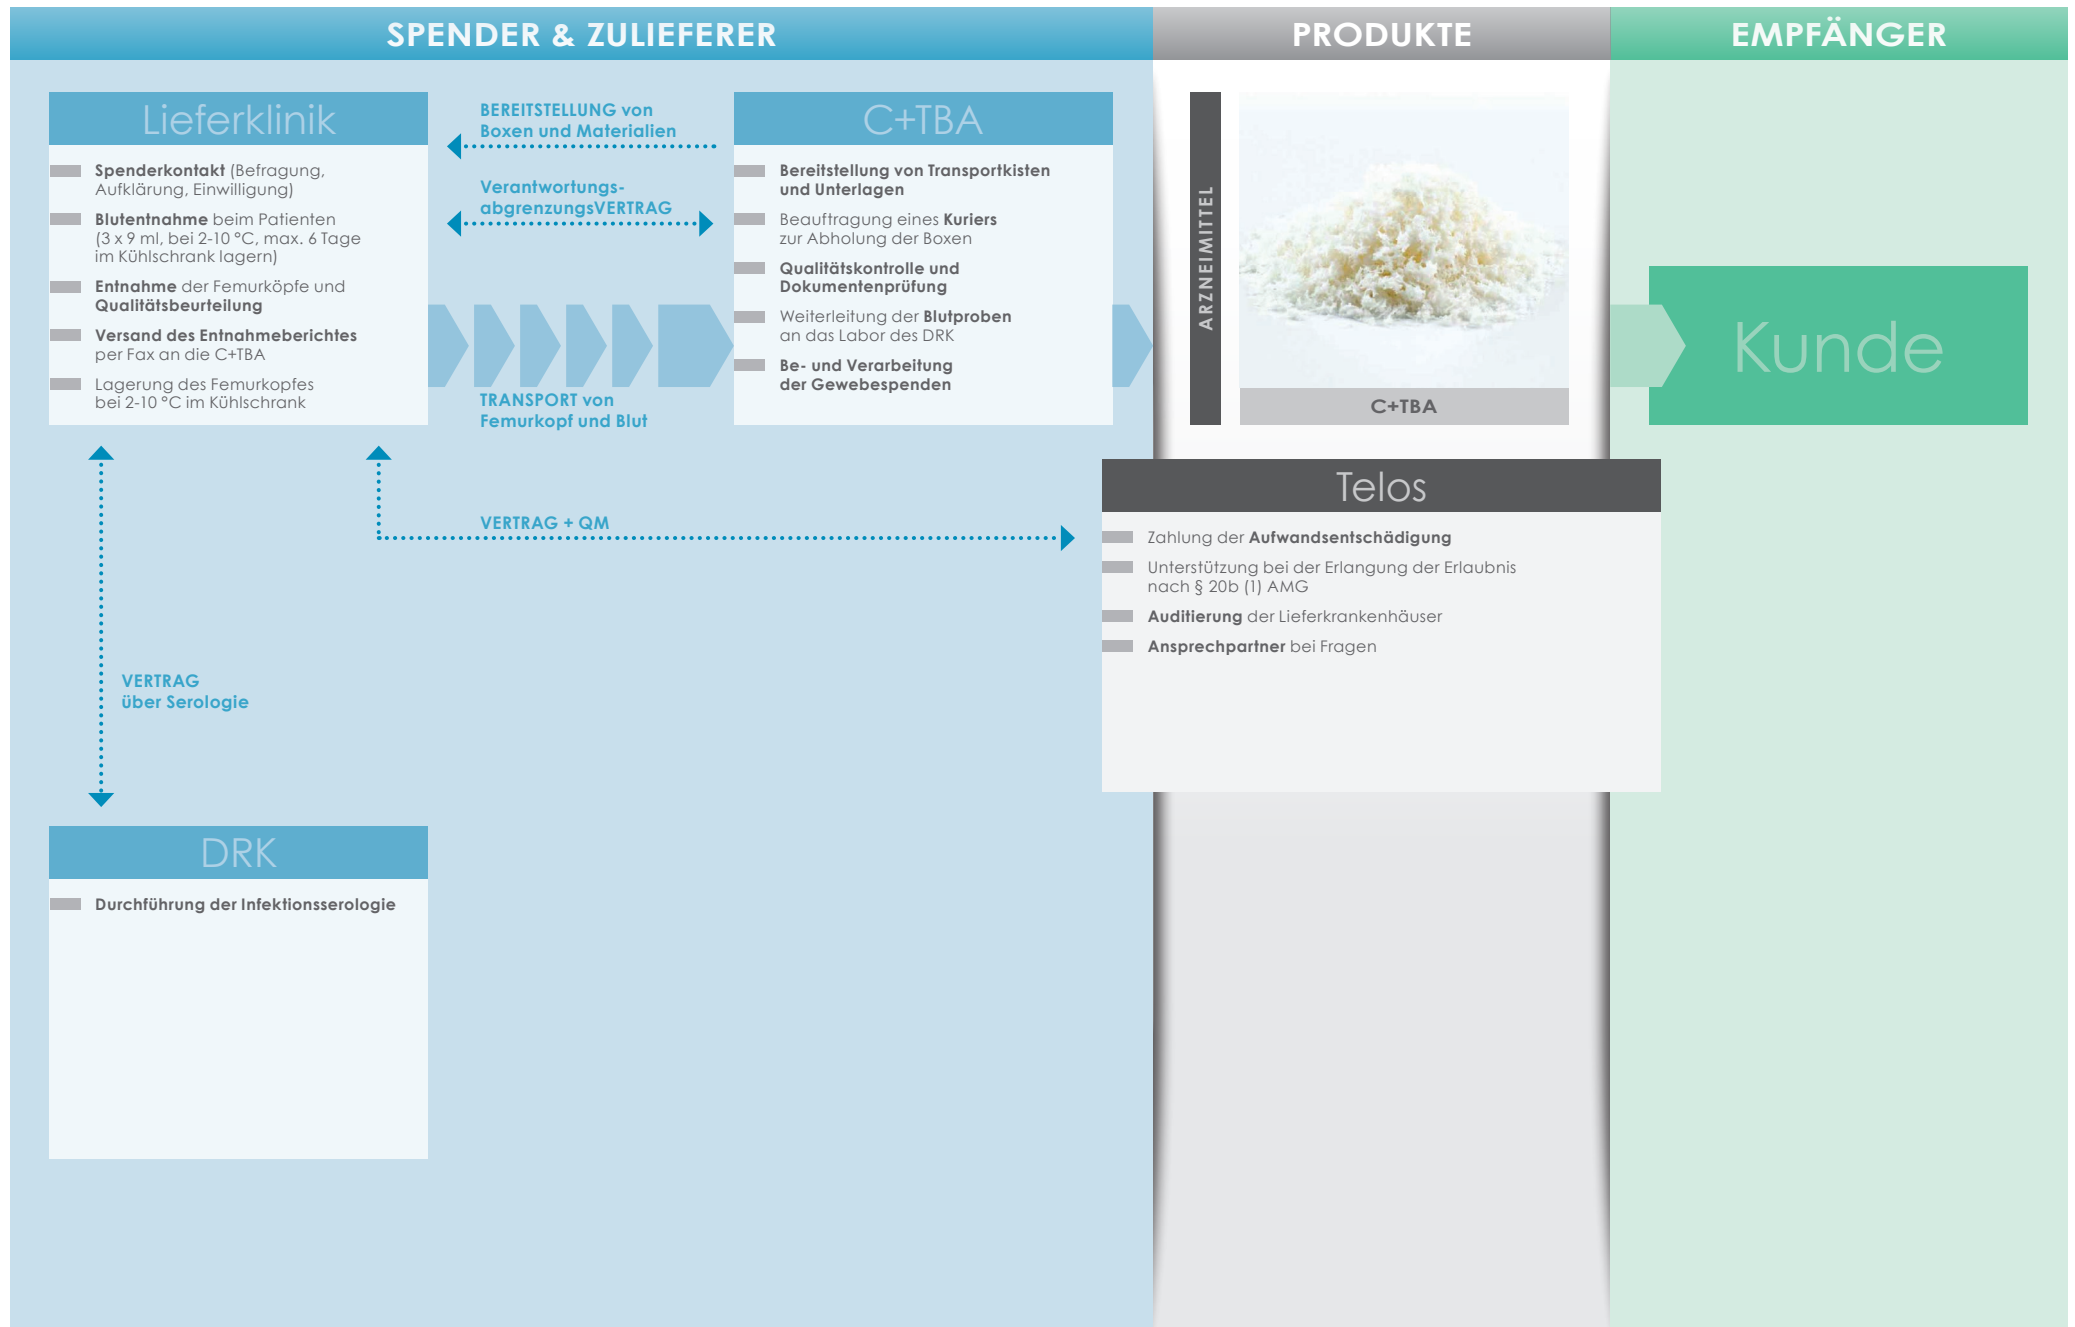 SPENDER & ZULIEFERER
PRODUKTE
EMPFÄNGER
Lieferklinik
Spenderkontakt (Befragung,
Aufklärung, Einwilligung)
Blutentnahme beim Patienten
(3 x 9 ml, bei 2-10 °C, max. 6 Tage
im Kühlschrank lagern)
Entnahme der Femurköpfe und
Qualitätsbeurteilung
Versand des Entnahmeberichtes
per Fax an die C+TBA
Lagerung des Femurkopfes
bei 2-10 °C im Kühlschrank
BEREITSTELLUNG von
Boxen und Materialien
Verantwortungs-
abgrenzungsVERTRAG
TRANSPORT von
Femurkopf und Blut
C+TBA
Bereitstellung von Transportkisten
und Unterlagen
Beauftragung eines Kuriers
zur Abholung der Boxen
Qualitätskontrolle und
Dokumentenprüfung
Weiterleitung der Blutproben
an das Labor des DRK
Be- und Verarbeitung
der Gewebespenden
ARZNEIMITTEL
C+TBA
Kunde
VERTRAG + QM
Telos
Zahlung der Aufwandsentschädigung
Unterstützung bei der Erlangung der Erlaubnis
nach § 20b (1) AMG
Auditierung der Lieferkrankenhäuser
Ansprechpartner bei Fragen
VERTRAG
über Serologie
DRK
Durchführung der Infektionsserologie